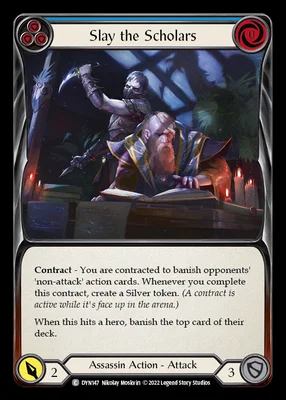 Slay the Scholars
Contract - You are contracted to banish opponents'
'non-attack' action cards. Whenever you complete
this contract, create a Silver token. (A contract is
active while it's face up in the arena.)
When this hits a hero, banish the top card of their
deck.
2
Assassin Action - Attack
3
C DYN147 Nikolay Moskvin © 2022 Legend Story Studios